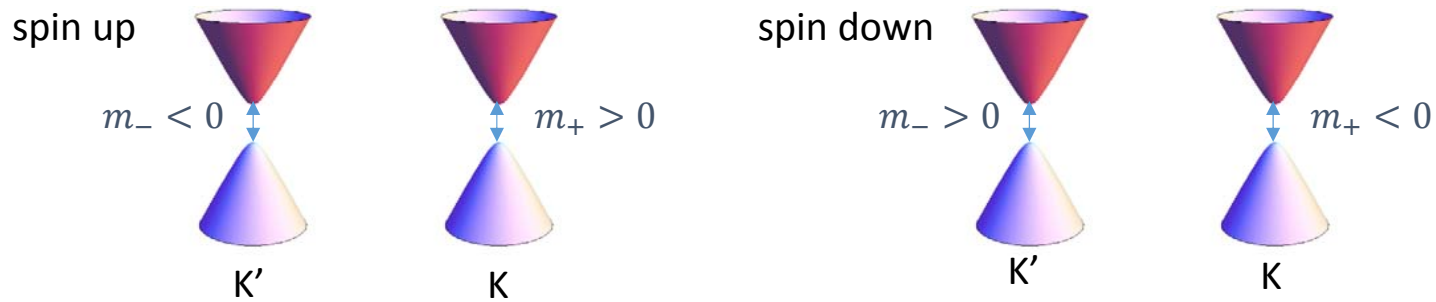 spin up
m₋ < 0
m₊ > 0
K’
K
spin down
m₋ > 0
m₊ < 0
K’
K